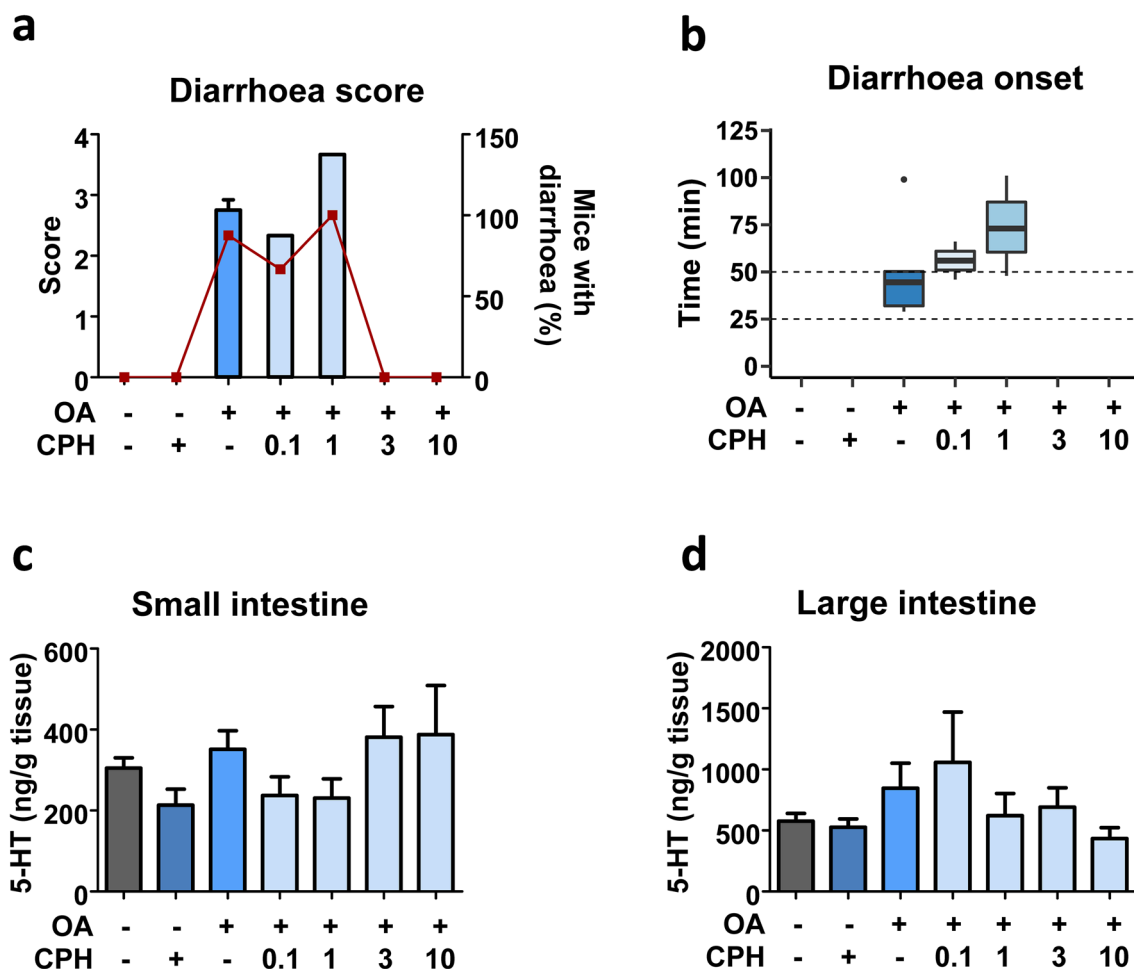 a
Diarrhoea score
4
3
2
1
0
Score
150
100
50
0
Mice with
diarrhoea (%)
OA - - + + + + +
CPH - + - 0.1 1 3 10
b
Diarrhoea onset
125
100
75
50
25
0
Time (min)
OA - - + + + + +
CPH - + - 0.1 1 3 10
c
Small intestine
600
400
200
0
5-HT (ng/g tissue)
OA - - + + + + +
CPH - + - 0.1 1 3 10
d
Large intestine
2000
1500
1000
500
0
5-HT (ng/g tissue)
OA - - + + + + +
CPH - + - 0.1 1 3 10